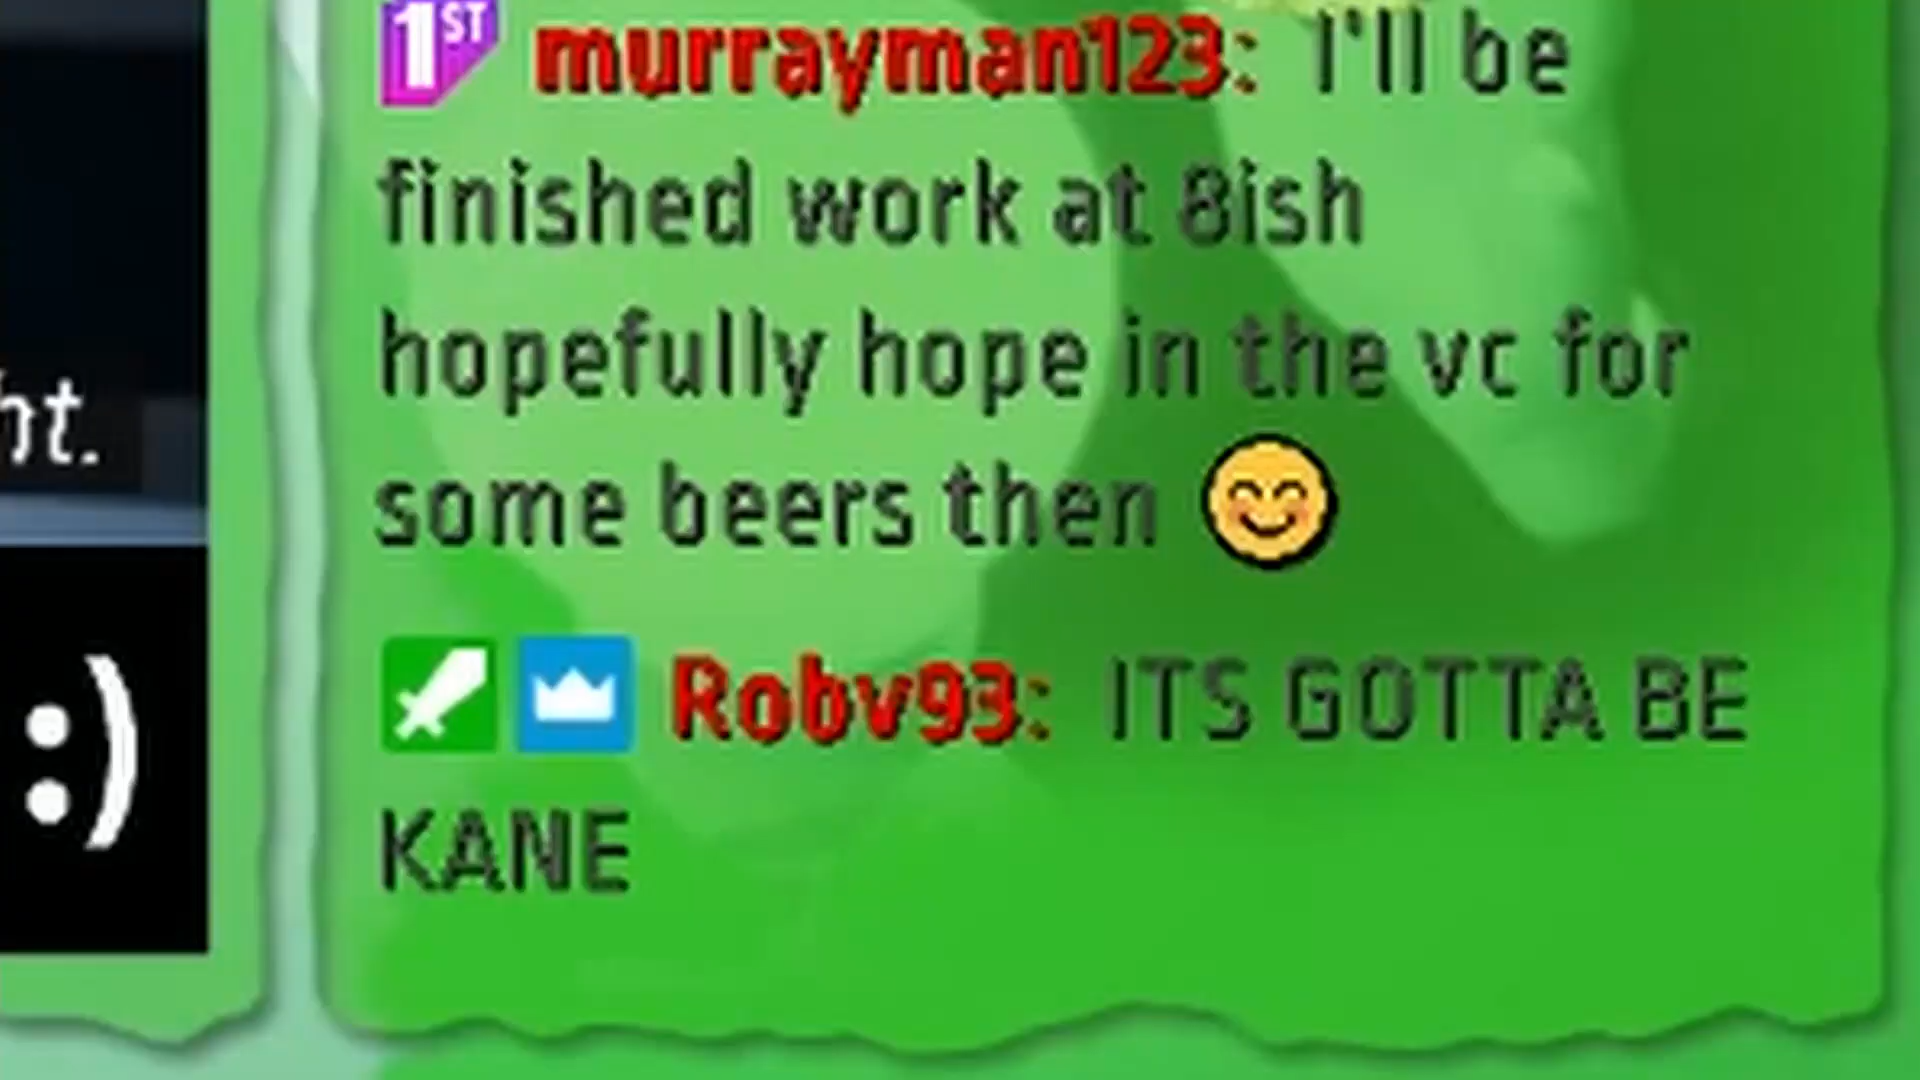 1ST murrayman123: I'll be
finished work at 8ish
hopefully hope in the vc for
some beers then 😊
ht.
Robv93: ITS GOTTA BE
KANE
:)